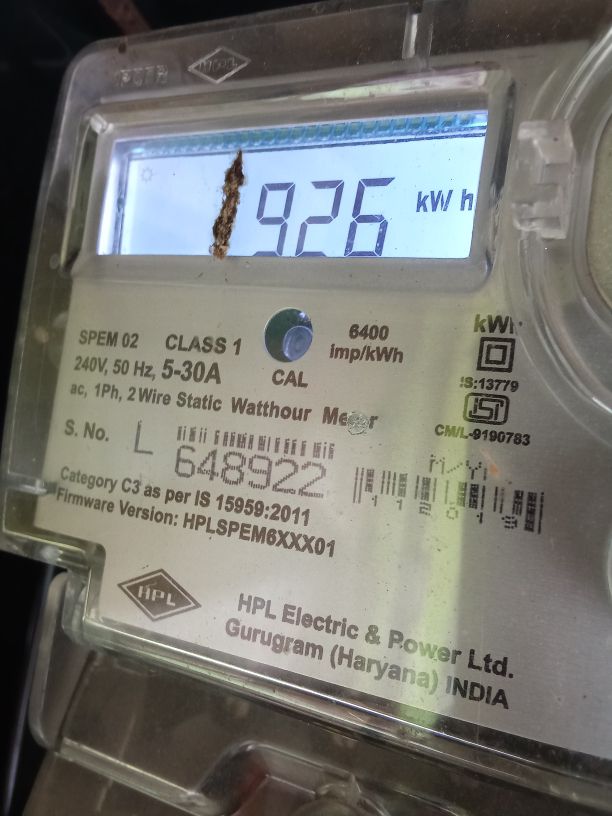 926 kW h
SPEM 02 CLASS 1
6400
imp/kWh
240V, 50 Hz, 5-30A
CAL
ac, 1Ph, 2 Wire Static Watthour Meter
IS:13779
CM/L-9190783
S. No. L 648922
M/Y:
112019
Category C3 as per IS 15959:2011
Firmware Version: HPLSPEM6XXX01
HPL
HPL Electric & Power Ltd.
Gurugram (Haryana) INDIA